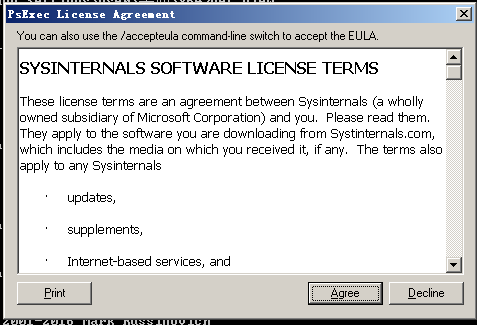 PsExec License Agreement
You can also use the /accepteula command-line switch to accept the EULA.
SYSINTERNALS SOFTWARE LICENSE TERMS
These license terms are an agreement between Sysinternals (a wholly
owned subsidiary of Microsoft Corporation) and you.  Please read them.
They apply to the software you are downloading from Systinternals.com,
which includes the media on which you received it, if any.  The terms also
apply to any Sysinternals
· updates,
· supplements,
· Internet-based services, and
Print Agree Decline
2001-2016 Mark Russinovich